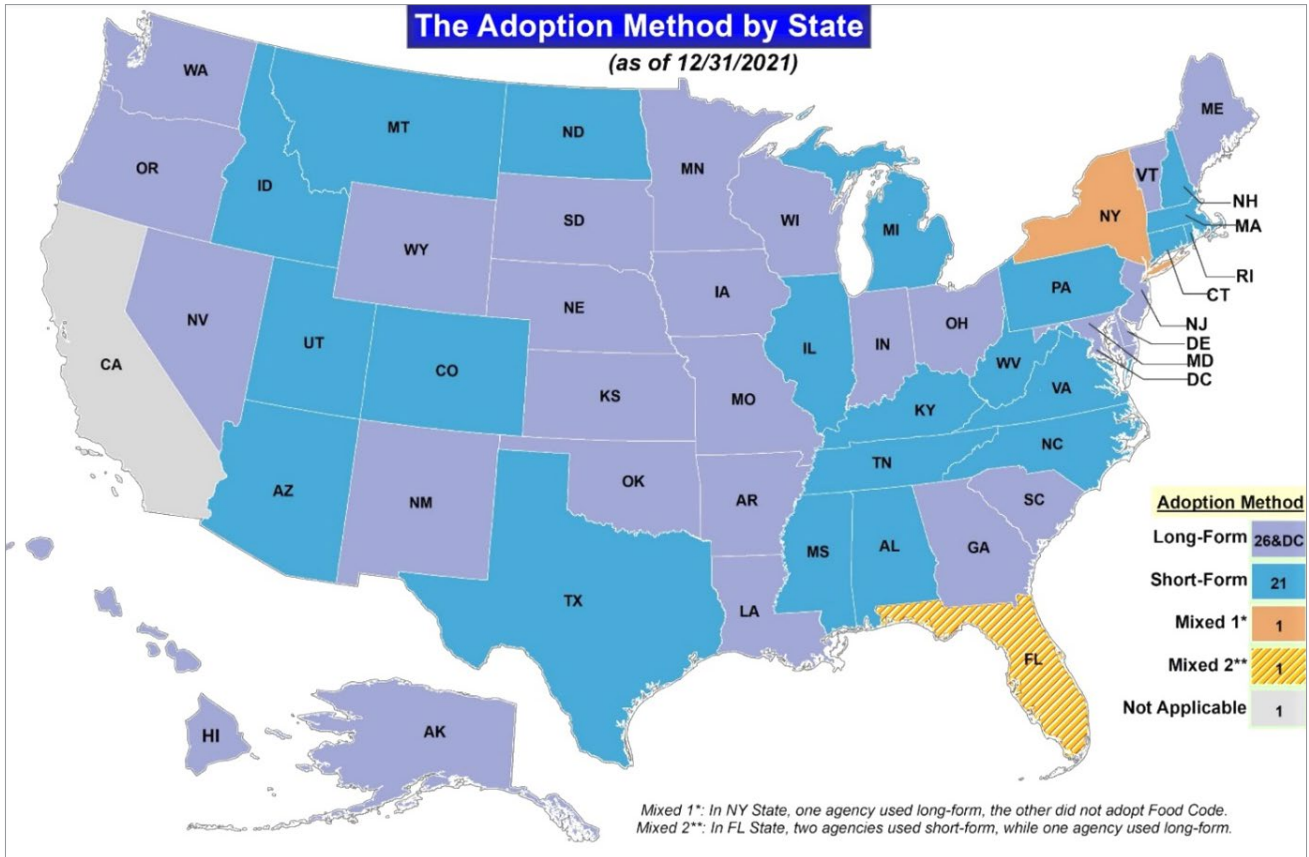 The Adoption Method by State
(as of 12/31/2021)
WA
MT
ND
MN
ME
OR
ID
SD
WI
MI
VT
NH
NY
MA
WY
RI
CT
IA
PA
NE
NV
UT
CO
IL
IN
OH
NJ
DE
MD
DC
CA
WV
VA
KS
MO
KY
NC
TN
AZ
NM
OK
AR
SC
MS
AL
GA
TX
LA
FL
HI
AK
Adoption Method
Long-Form 26&DC
Short-Form 21
Mixed 1* 1
Mixed 2** 1
Not Applicable 1
Mixed 1*: In NY State, one agency used long-form, the other did not adopt Food Code.
Mixed 2**: In FL State, two agencies used short-form, while one agency used long-form.